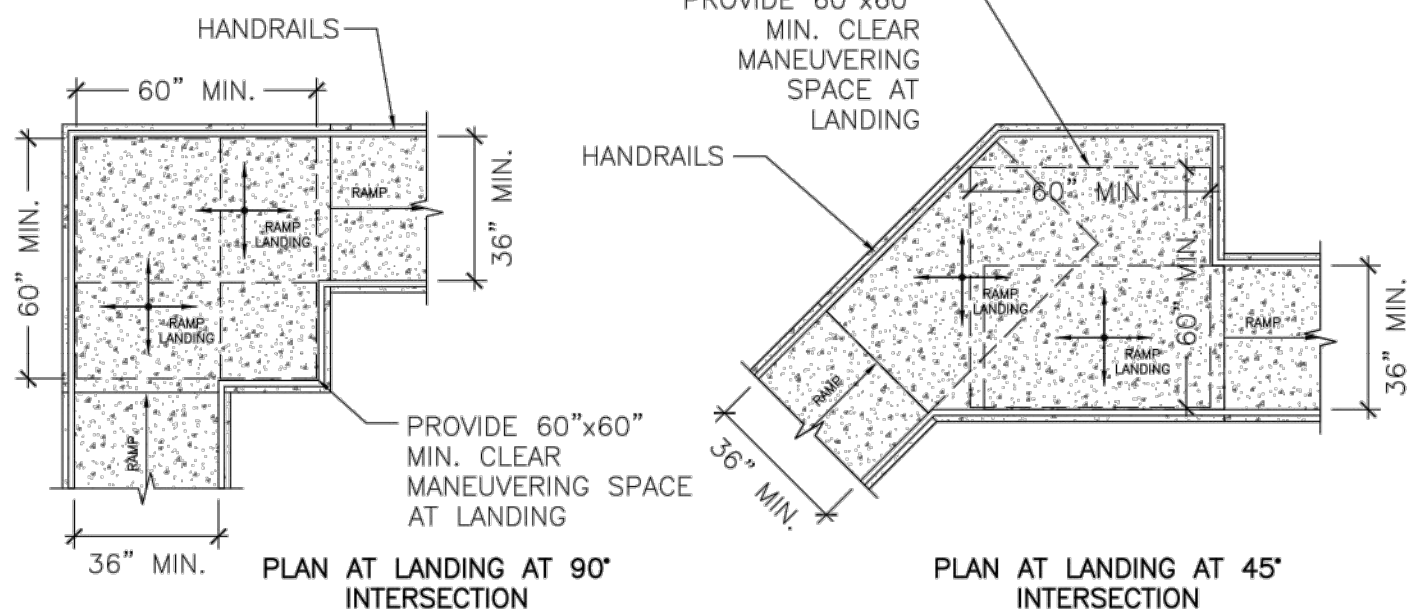 HANDRAILS
60” MIN.
60” MIN.
36” MIN.
RAMP
RAMP
LANDING
RAMP
LANDING
RAMP
36” MIN.
PROVIDE 60”x60”
MIN. CLEAR
MANEUVERING SPACE
AT LANDING
PLAN AT LANDING AT 90°
INTERSECTION
PROVIDE 60”x60”
MIN. CLEAR
MANEUVERING
SPACE AT
LANDING
HANDRAILS
60” MIN.
60” MIN.
RAMP
LANDING
RAMP
LANDING
RAMP
36” MIN.
RAMP
36” MIN.
PLAN AT LANDING AT 45°
INTERSECTION